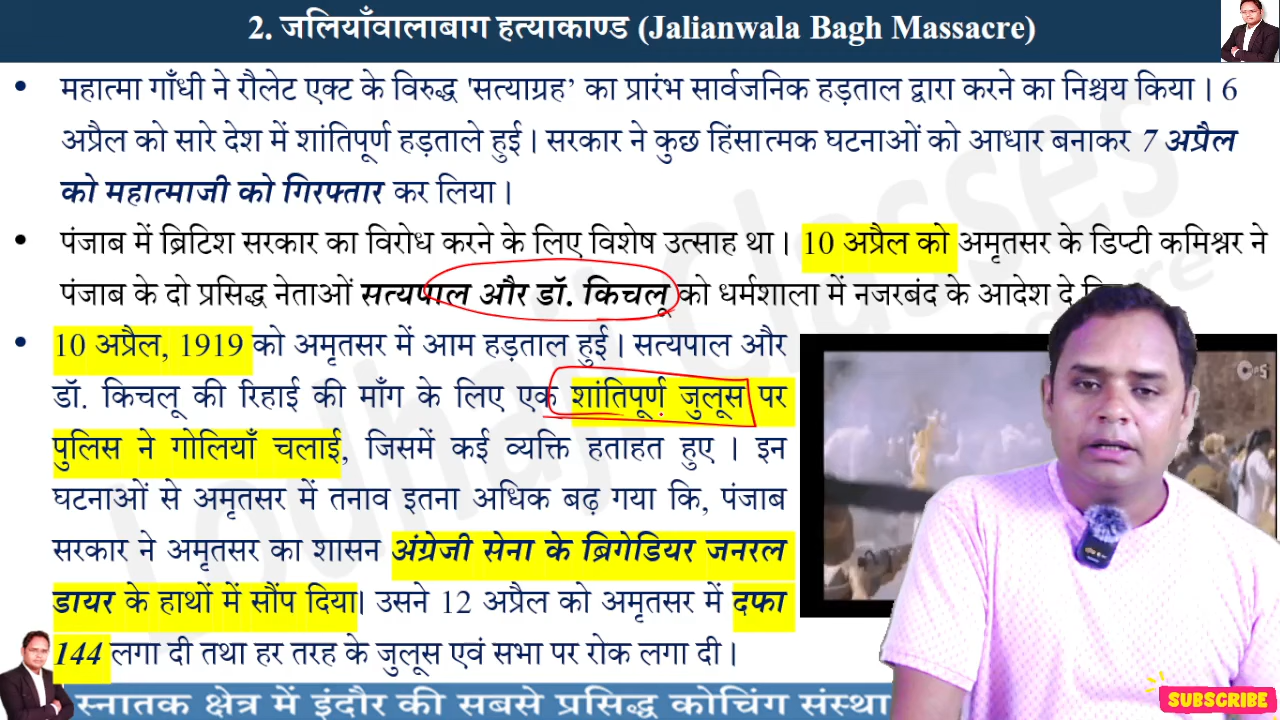 2. जलियाँवालाबाग हत्याकाण्ड (Jalianwala Bagh Massacre)
• महात्मा गाँधी ने रौलेट एक्ट के विरुद्ध 'सत्याग्रह’ का प्रारंभ सार्वजनिक हड़ताल द्वारा करने का निश्चय किया । 6
अप्रैल को सारे देश में शांतिपूर्ण हड़ताले हुई। सरकार ने कुछ हिंसात्मक घटनाओं को आधार बनाकर 7 अप्रैल
को महात्माजी को गिरफ्तार कर लिया ।
• पंजाब में ब्रिटिश सरकार का विरोध करने के लिए विशेष उत्साह था । 10 अप्रैल को अमृतसर के डिप्टी कमिश्नर ने
पंजाब के दो प्रसिद्ध नेताओं सत्यपाल और डॉ. किचलू को धर्मशाला में नजरबंद के आदेश दे
• 10 अप्रैल, 1919 को अमृतसर में आम हड़ताल हुई। सत्यपाल और
डॉ. किचलू की रिहाई की माँग के लिए एक शांतिपूर्ण जुलूस पर
पुलिस ने गोलियाँ चलाई, जिसमें कई व्यक्ति हताहत हुए । इन
घटनाओं से अमृतसर में तनाव इतना अधिक बढ़ गया कि, पंजाब
सरकार ने अमृतसर का शासन अंग्रेजी सेना के ब्रिगेडियर जनरल
डायर के हाथों में सौंप दिया। उसने 12 अप्रैल को अमृतसर में दफा
144 लगा दी तथा हर तरह के जुलूस एवं सभा पर रोक लगा दी।
स्नातक क्षेत्र में इंदौर की सबसे प्रसिद्ध कोचिंग संस्था
SUBSCRIBE